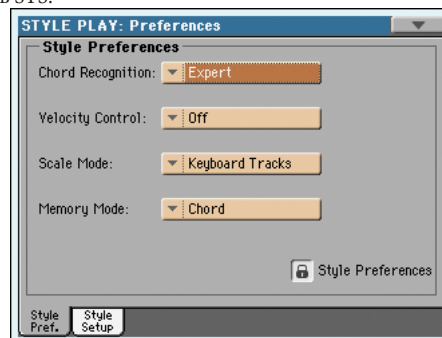 STYLE PLAY: Preferences
Style Preferences
Chord Recognition: Expert
Velocity Control: Off
Scale Mode: Keyboard Tracks
Memory Mode: Chord
Style Preferences
Style Pref. Style Setup